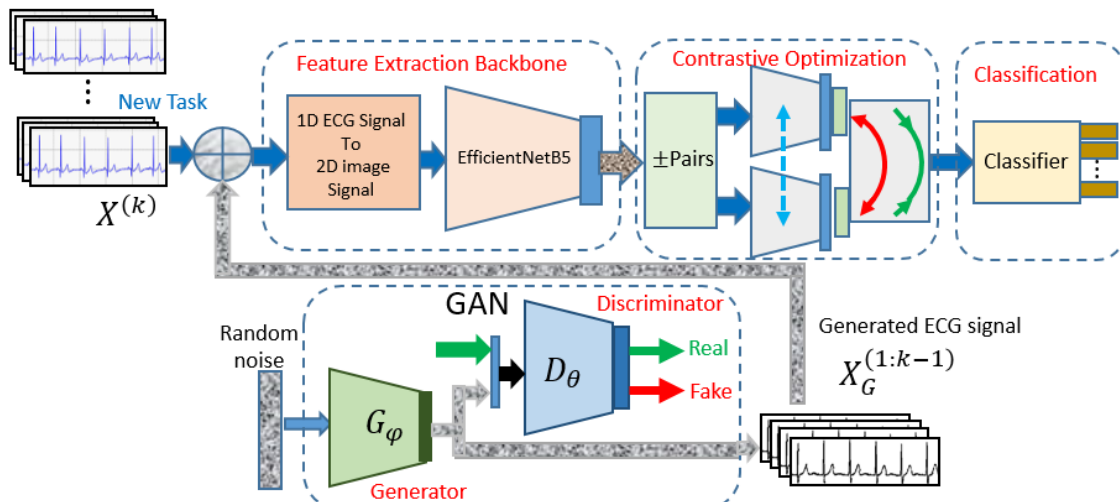 Feature Extraction Backbone
Contrastive Optimization
Classification
New Task
1D ECG Signal
To
2D image
Signal
EfficientNetB5
±Pairs
Classifier
X^(k)
GAN
Discriminator
Random
noise
Generated ECG signal
X_G^(1:k−1)
Real
D_θ
Fake
G_φ
Generator